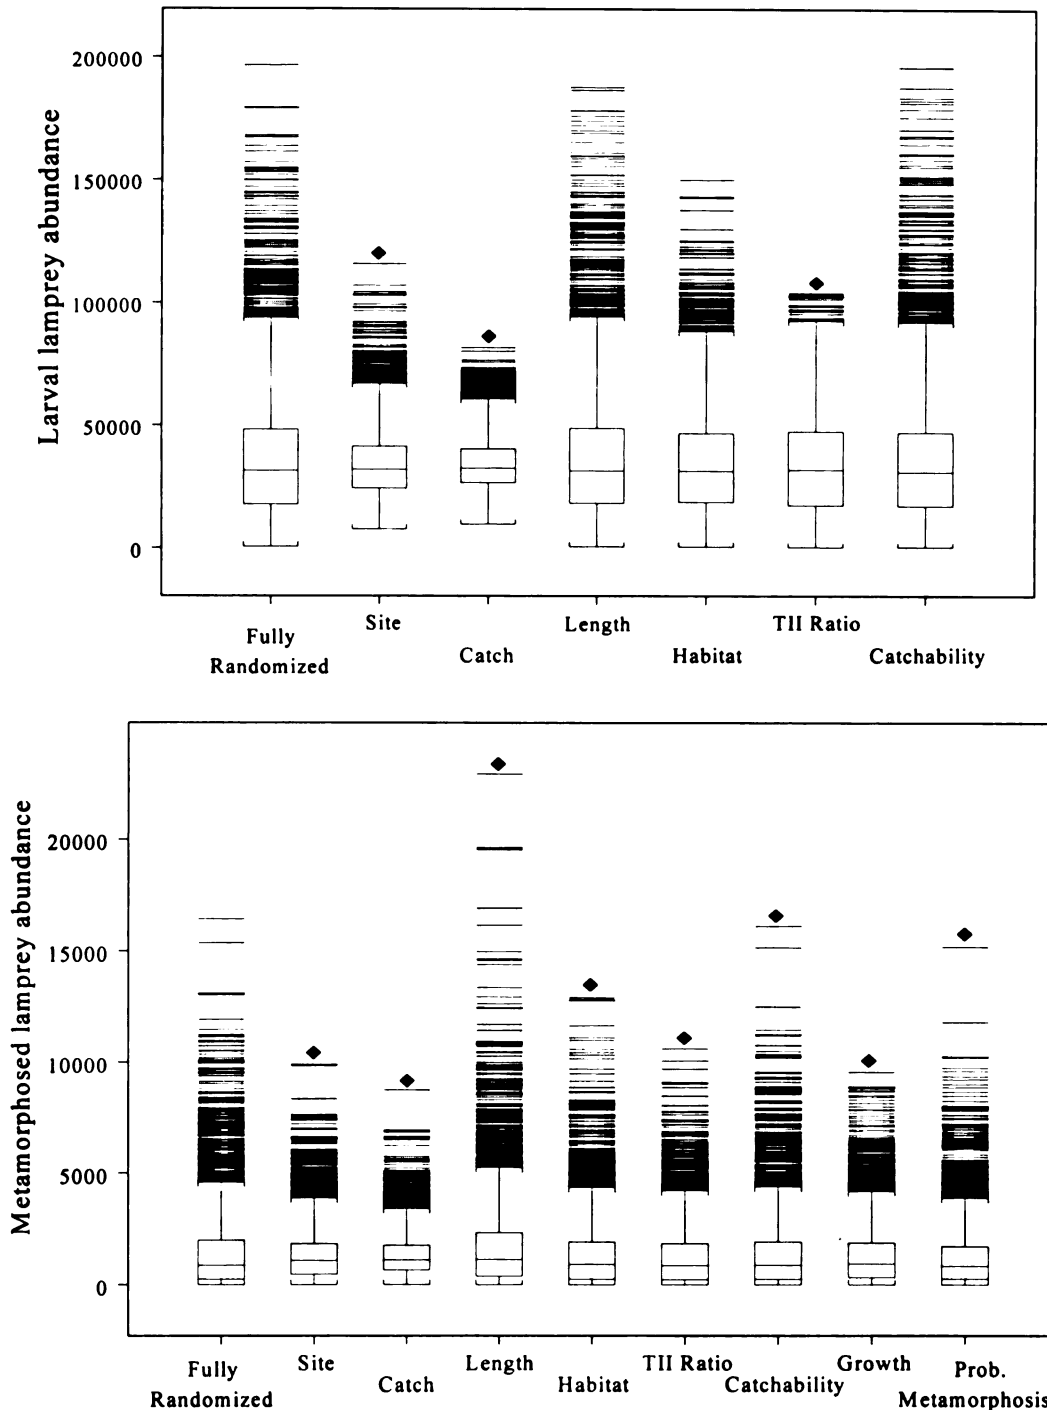 Larval lamprey abundance
200000
150000
100000
50000
0
Fully
Randomized
Site
Catch
Length
Habitat
TII Ratio
Catchability
Metamorphosed lamprey abundance
20000
15000
10000
5000
0
Fully
Randomized
Site
Catch
Length
Habitat
TII Ratio
Catchability
Growth
Prob.
Metamorphosis